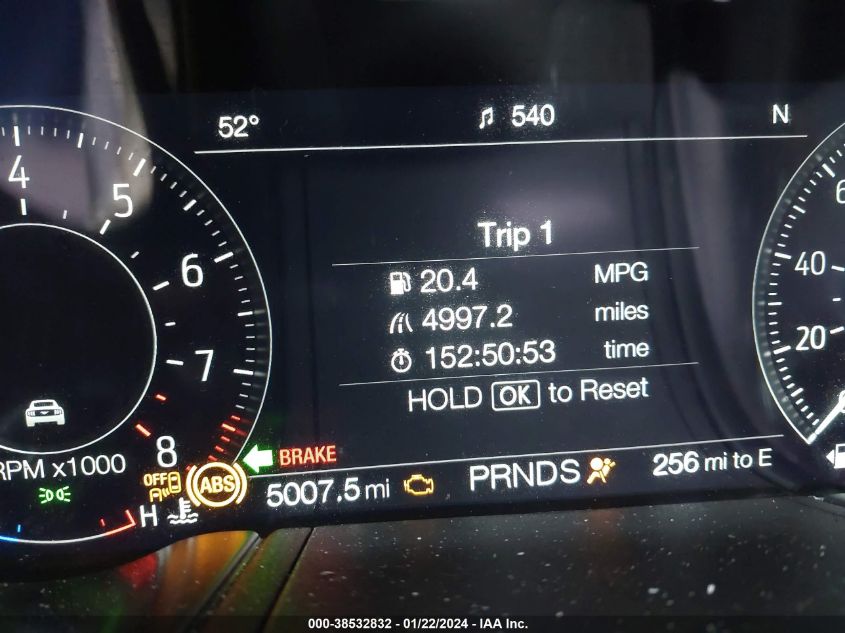 52° 540 N
Trip 1
20.4 MPG
4997.2 miles
152:50:53 time
HOLD OK to Reset
4
5
6
7
8
RPM x1000
40
20
BRAKE
OFF
ABS
5007.5 mi PRNDS 256 mi to E
H
000-38532832 - 01/22/2024 - IAA Inc.